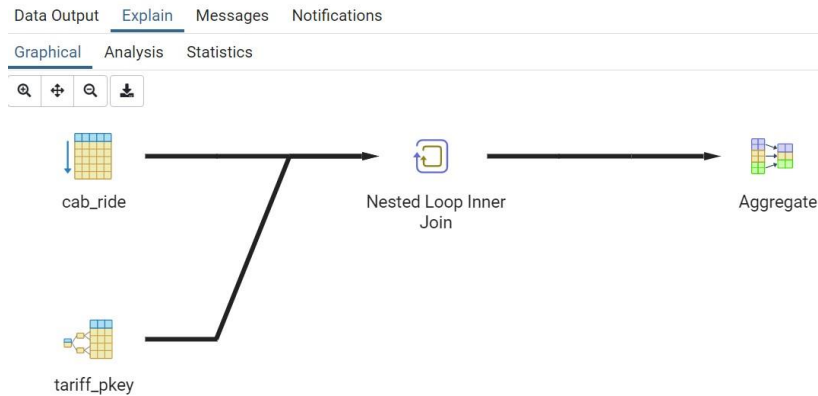 Data Output Explain Messages Notifications
Graphical Analysis Statistics
cab_ride
Nested Loop Inner
Join
Aggregate
tariff_pkey